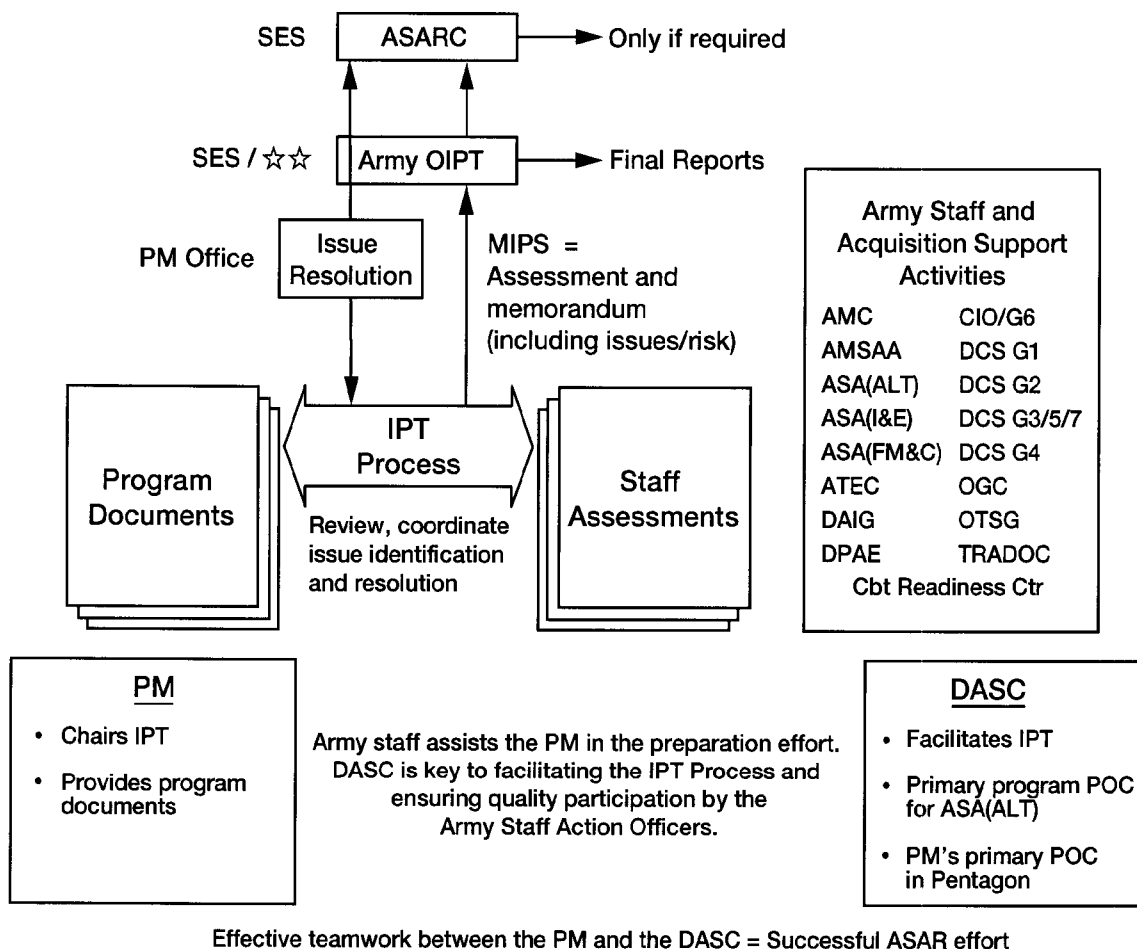 SES
ASARC
Only if required
SES / ☆☆
Army OIPT
Final Reports
PM Office
Issue
Resolution
MIPS =
Assessment and
memorandum
(including issues/risk)
Program
Documents
IPT
Process
Review, coordinate
issue identification
and resolution
Staff
Assessments
Army Staff and
Acquisition Support
Activities
AMC CIO/G6
AMSAA DCS G1
ASA(ALT) DCS G2
ASA(I&E) DCS G3/5/7
ASA(FM&C) DCS G4
ATEC OGC
DAIG OTSG
DPAE TRADOC
Cbt Readiness Ctr
PM
• Chairs IPT
• Provides program
documents
Army staff assists the PM in the preparation effort.
DASC is key to facilitating the IPT Process and
ensuring quality participation by the
Army Staff Action Officers.
DASC
• Facilitates IPT
• Primary program POC
for ASA(ALT)
• PM's primary POC
in Pentagon
Effective teamwork between the PM and the DASC = Successful ASAR effort